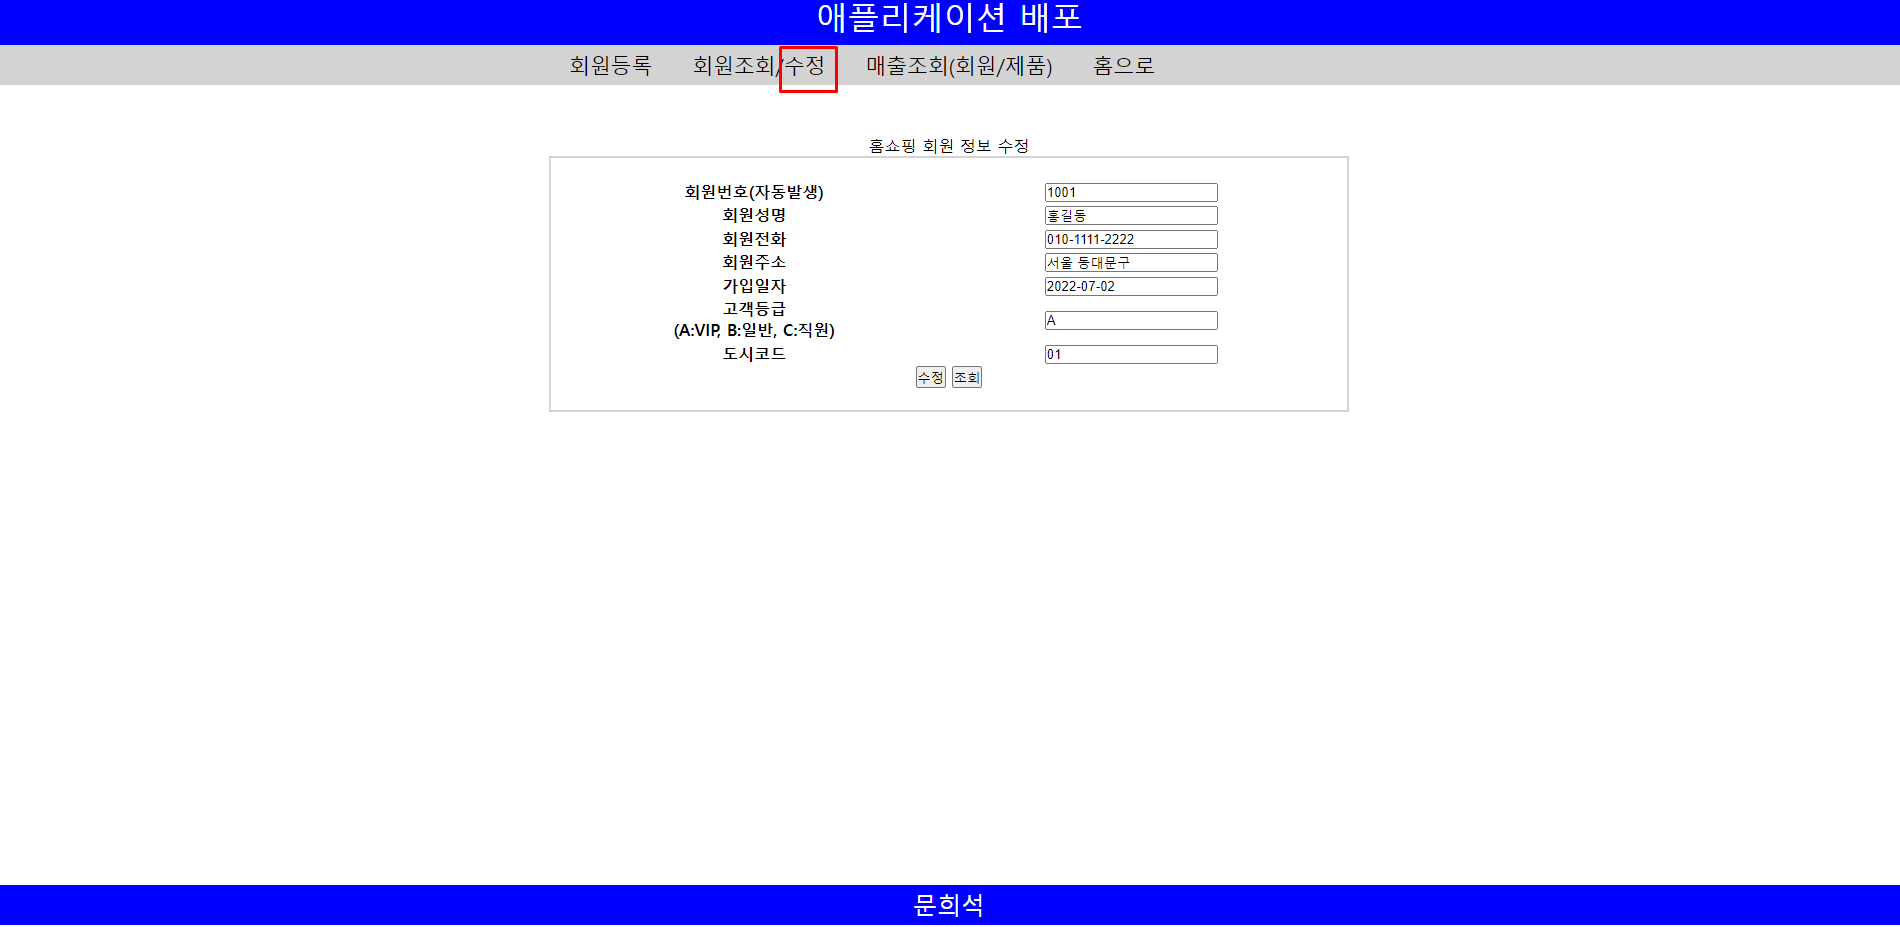 애플리케이션 배포
회원등록 회원조회/수정 매출조회(회원/제품) 홈으로
홈쇼핑 회원 정보 수정
회원번호(자동발생) 1001
회원성명 홍길동
회원전화 010-1111-2222
회원주소 서울 동대문구
가입일자 2022-07-02
고객등급
(A:VIP, B:일반, C:직원) A
도시코드 01
수정 조회
문희석